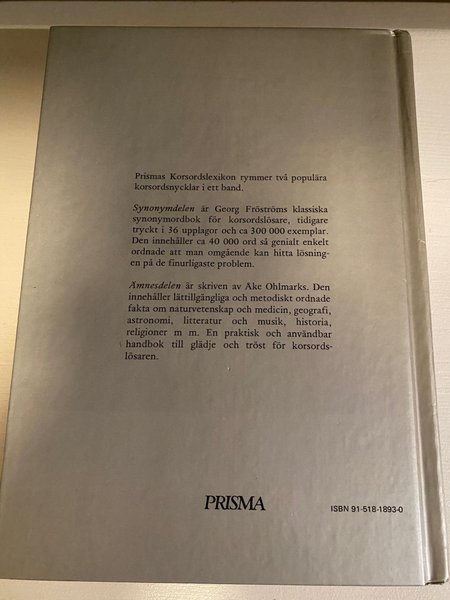 Prismas Korsordslexikon rymmer två populära
korsordsnycklar i ett band.
Synonymdelen är Georg Fröströms klassiska
synonymordbok för korsordslösare, tidigare
tryckt i 36 upplagor och ca 300 000 exemplar.
Den innehåller ca 40 000 ord så genialt enkelt
ordnade att man omgående kan hitta lösning-
en på de finurligaste problem.
Ämnesdelen är skriven av Åke Ohlmarks. Den
innehåller lättillgängliga och metodiskt ordnade
fakta om naturvetenskap och medicin, geografi,
astronomi, litteratur och musik, historia,
religioner m m. En praktisk och användbar
handbok till glädje och tröst för korsords-
lösaren.
PRISMA
ISBN 91-518-1893-0